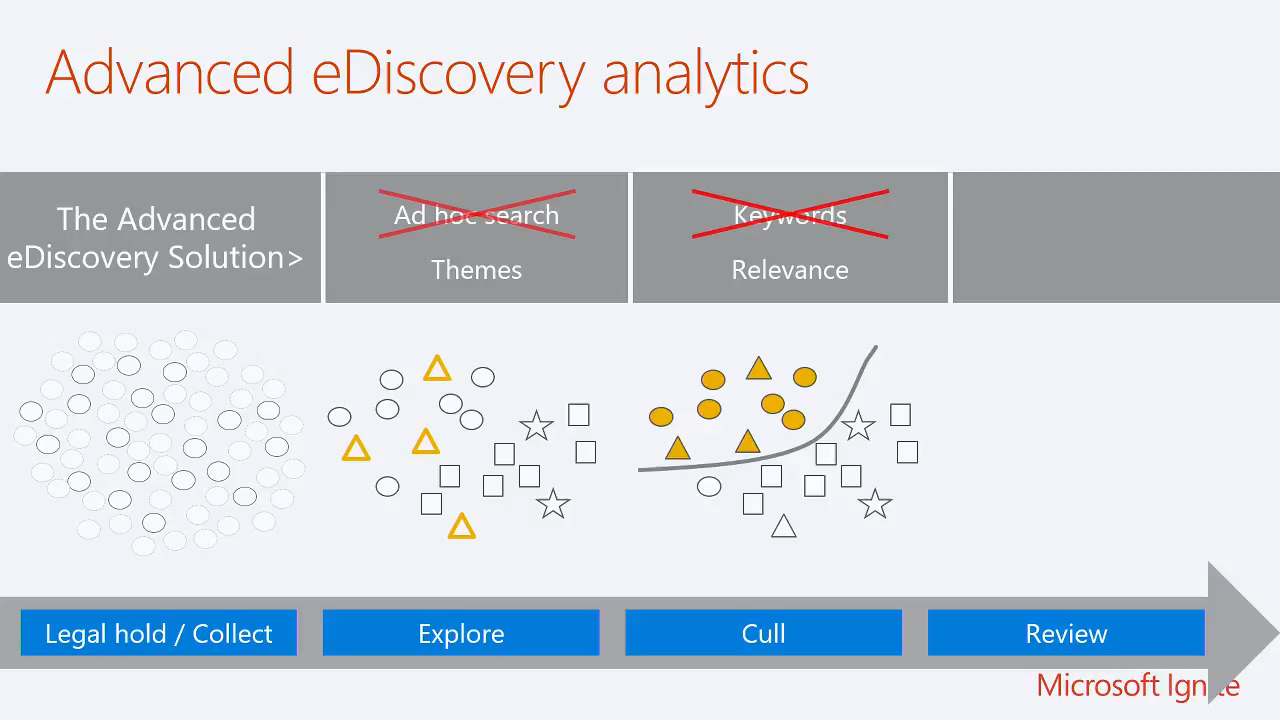 Advanced eDiscovery analytics
The Advanced
eDiscovery Solution>
Ad hoc search
Themes
Keywords
Relevance
Legal hold / Collect
Explore
Cull
Review
Microsoft Ignite